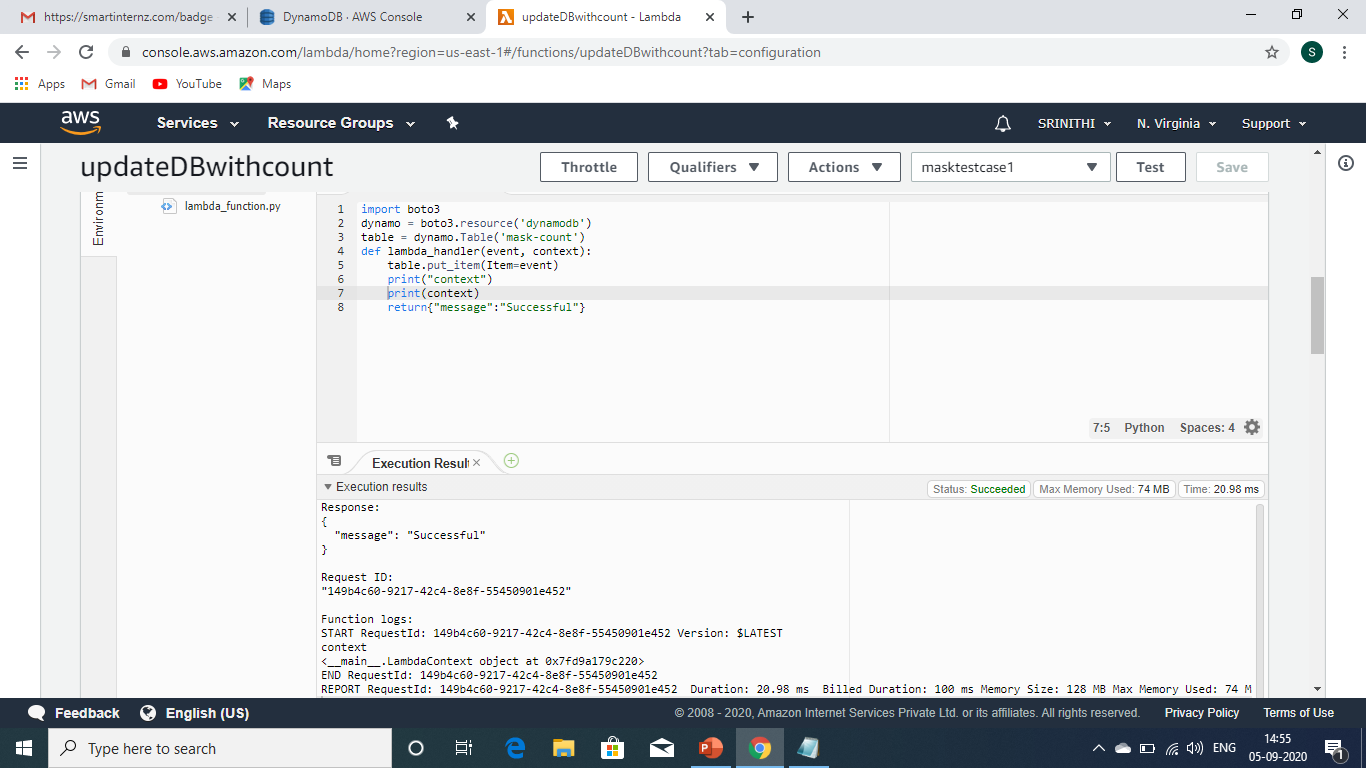 https://smartinternz.com/badge
DynamoDB · AWS Console
updateDBwithcount - Lambda
console.aws.amazon.com/lambda/home?region=us-east-1#/functions/updateDBwithcount?tab=configuration
S
Apps
Gmail
YouTube
Maps
aws
Services
Resource Groups
SRINITHI
N. Virginia
Support
updateDBwithcount
Throttle
Qualifiers
Actions
masktestcase1
Test
Save
Environm
lambda_function.py
1 import boto3
2 dynamo = boto3.resource('dynamodb')
3 table = dynamo.Table('mask-count')
4 def lambda_handler(event, context):
5     table.put_item(Item=event)
6     print("context")
7     print(context)
8     return{"message":"Successful"}
7:5 Python Spaces: 4
Execution Result
Execution results
Status: Succeeded
Max Memory Used: 74 MB
Time: 20.98 ms
Response:
{
  "message": "Successful"
}
Request ID:
"149b4c60-9217-42c4-8e8f-55450901e452"
Function logs:
START RequestId: 149b4c60-9217-42c4-8e8f-55450901e452 Version: $LATEST
context
<__main__.LambdaContext object at 0x7fd9a179c220>
END RequestId: 149b4c60-9217-42c4-8e8f-55450901e452
REPORT RequestId: 149b4c60-9217-42c4-8e8f-55450901e452  Duration: 20.98 ms  Billed Duration: 100 ms Memory Size: 128 MB Max Memory Used: 74 M
Feedback
English (US)
© 2008 - 2020, Amazon Internet Services Private Ltd. or its affiliates. All rights reserved.
Privacy Policy
Terms of Use
Type here to search
ENG
14:55
05-09-2020
1